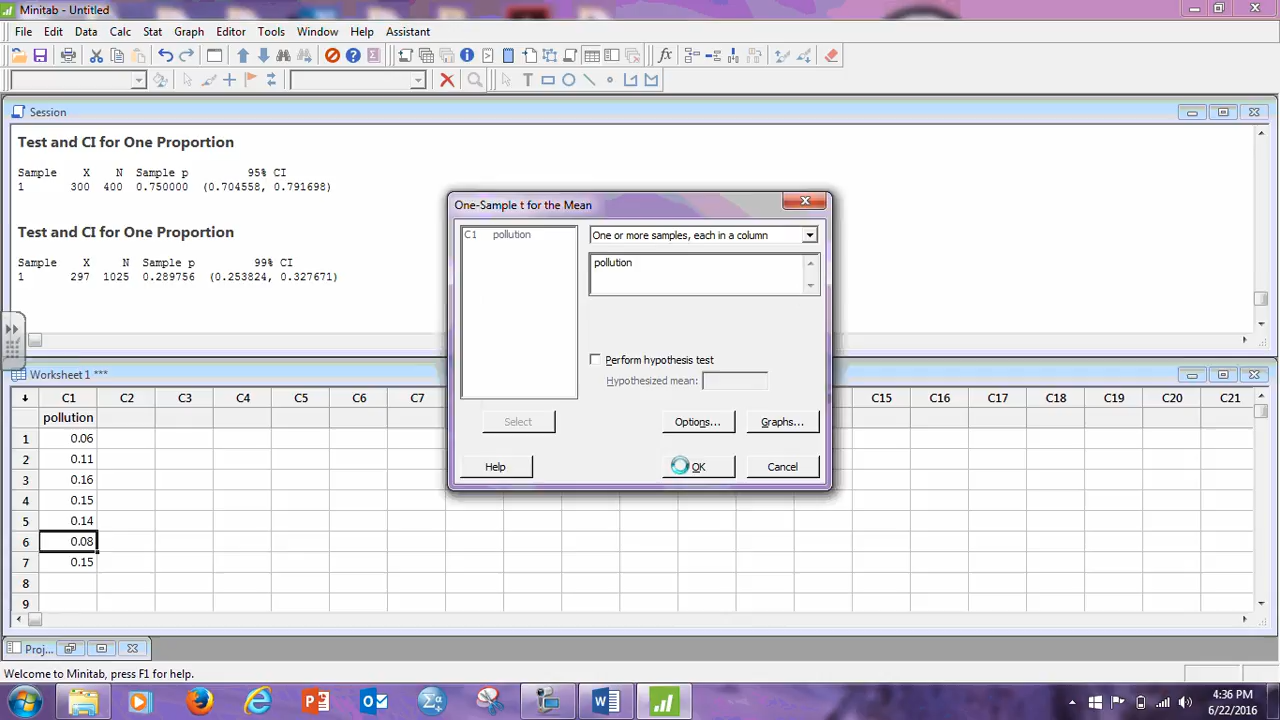 Minitab - Untitled
File Edit Data Calc Stat Graph Editor Tools Window Help Assistant
Session
Test and CI for One Proportion
Sample X N Sample p 95% CI
1 300 400 0.750000 (0.704558, 0.791698)
Test and CI for One Proportion
Sample X N Sample p 99% CI
1 297 1025 0.289756 (0.253824, 0.327671)
One-Sample t for the Mean
C1 pollution
One or more samples, each in a column
pollution
Perform hypothesis test
Hypothesized mean:
Select Options... Graphs...
Help OK Cancel
Worksheet 1 ***
C1 C2 C3 C4 C5 C6 C7 C15 C16 C17 C18 C19 C20 C21
pollution
1 0.06
2 0.11
3 0.16
4 0.15
5 0.14
6 0.08
7 0.15
8
9
Proj...
Welcome to Minitab, press F1 for help.
4:36 PM
6/22/2016